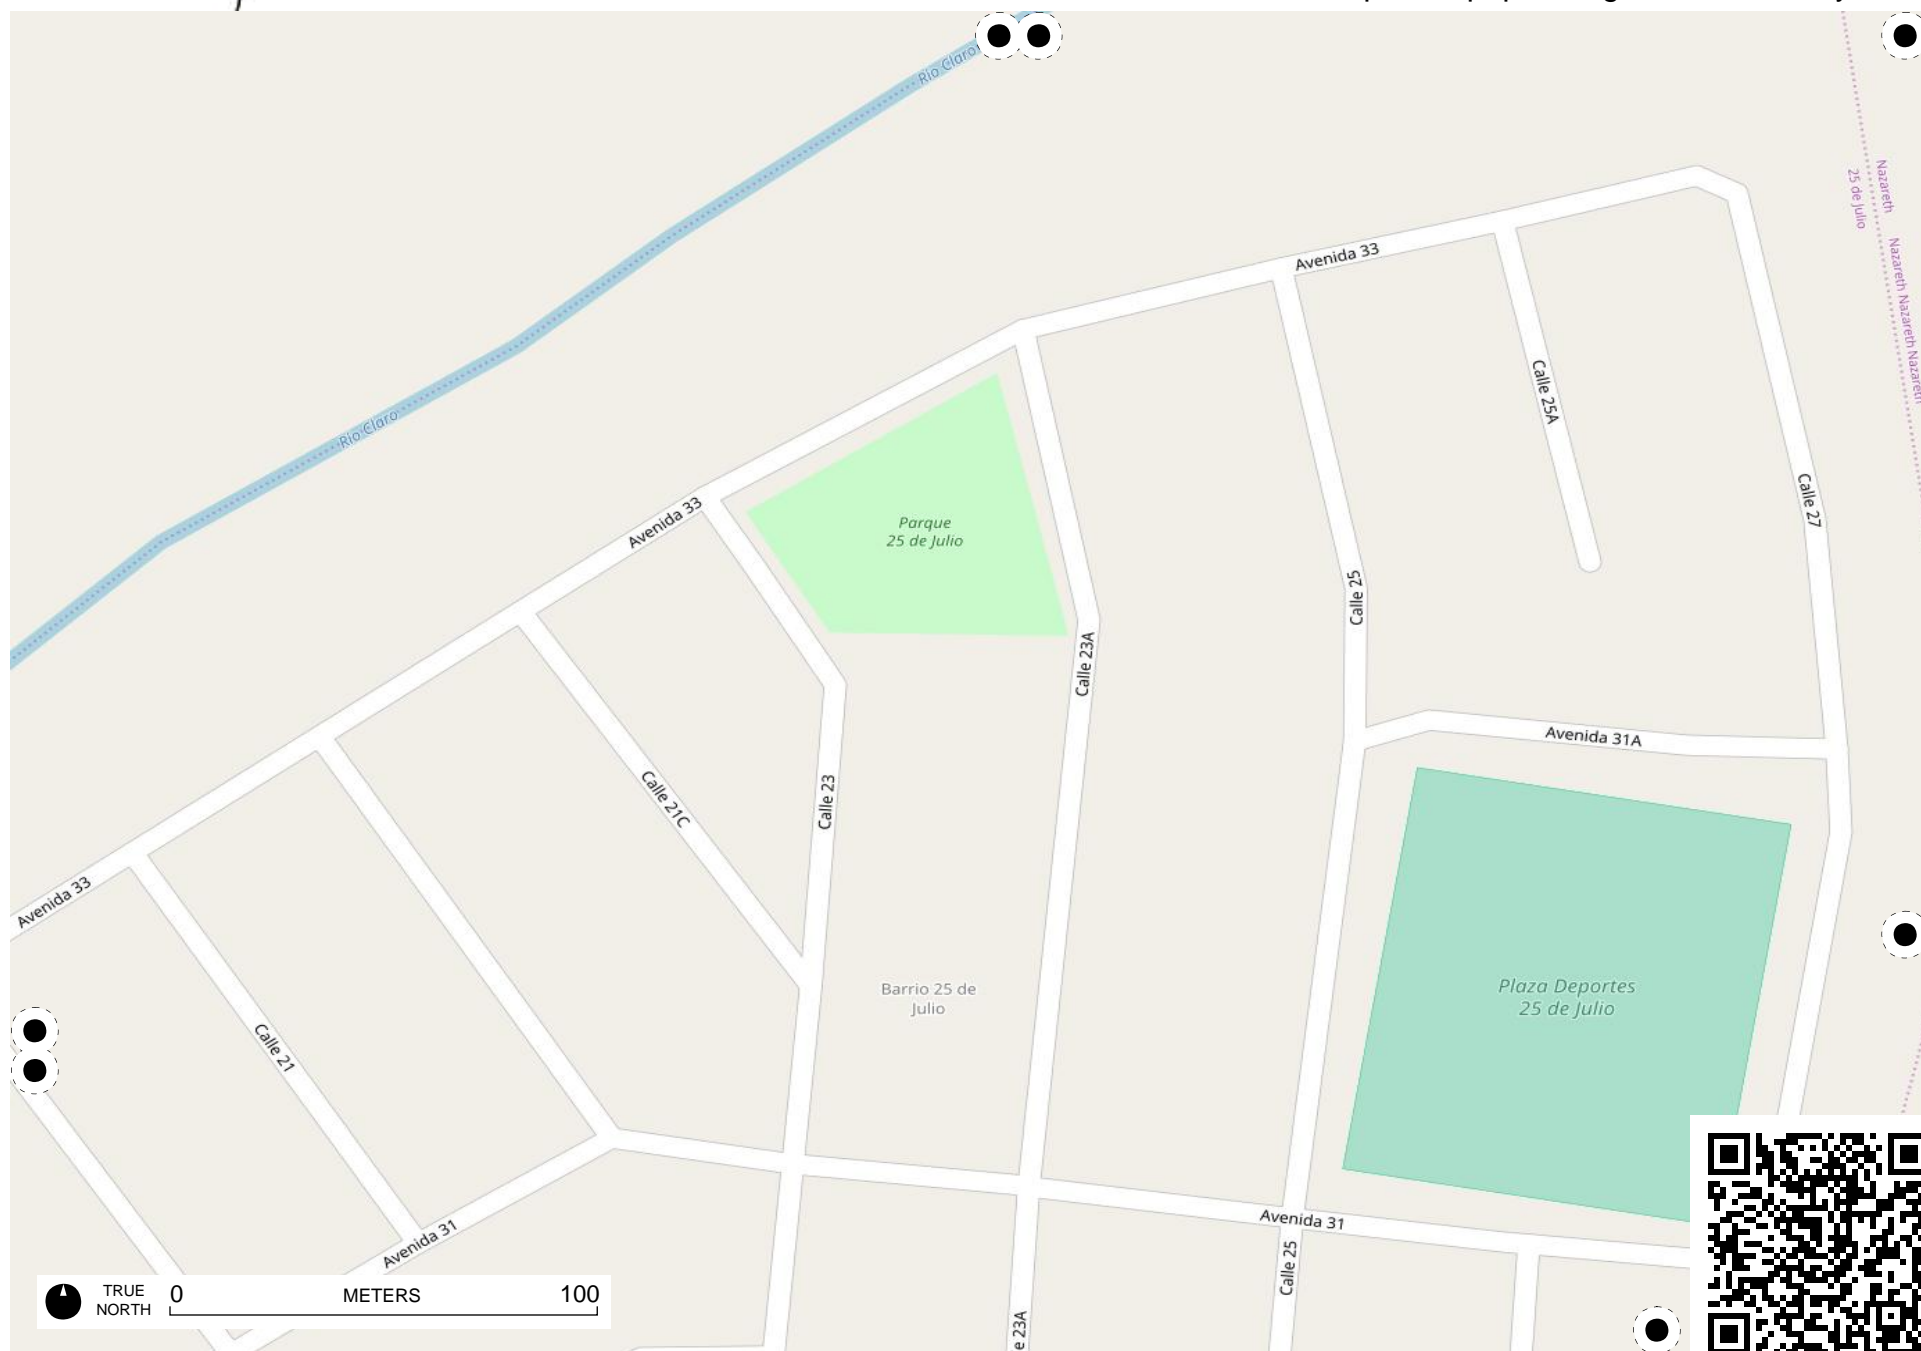 Rio Claro
Nazareth
25 de Julio
Nazareth Nazareth Nazareth
Avenida 33
Calle 25A
Rio Claro
Calle 27
Avenida 33
Parque
25 de Julio
Calle 25
Calle 23A
Avenida 31A
Calle 21C
Calle 23
Avenida 33
Barrio 25 de
Julio
Plaza Deportes
25 de Julio
Calle 21
Avenida 31
Avenida 31
Calle 25
e 23A
TRUE
NORTH
0 METERS 100